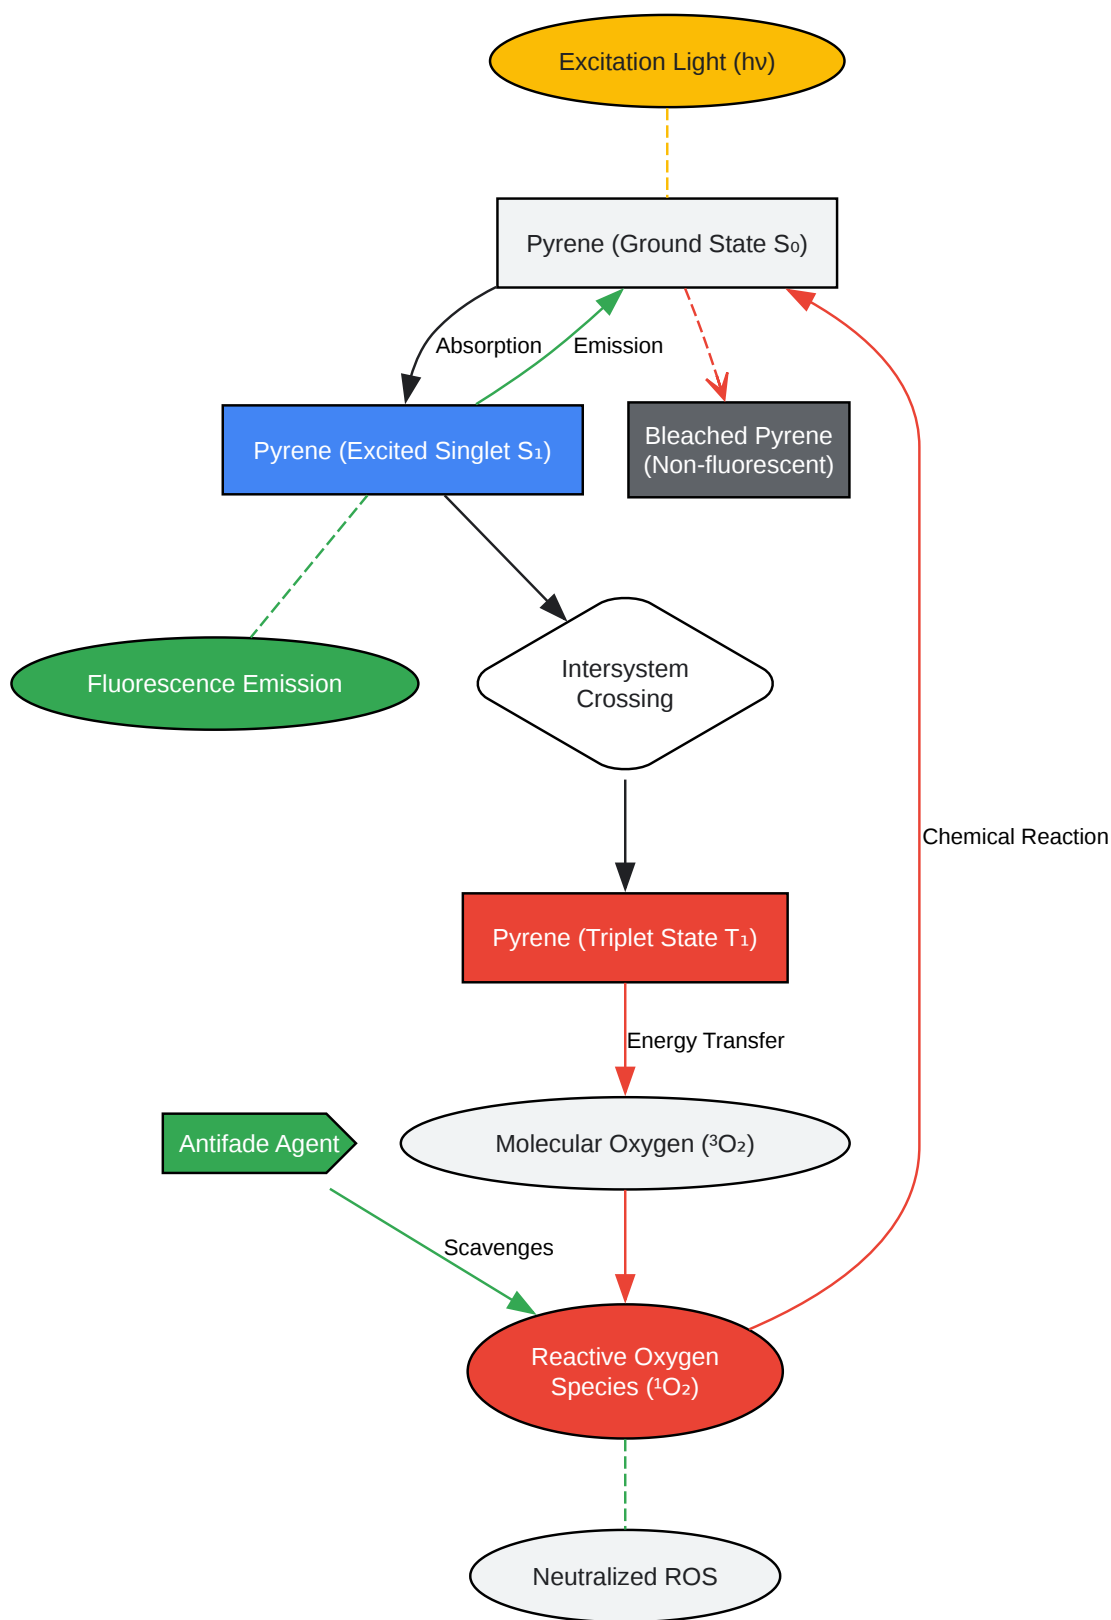 Excitation Light (hν)
Pyrene (Ground State S₀)
Absorption
Emission
Pyrene (Excited Singlet S₁)
Bleached Pyrene
(Non-fluorescent)
Fluorescence Emission
Intersystem
Crossing
Chemical Reaction
Pyrene (Triplet State T₁)
Energy Transfer
Antifade Agent
Molecular Oxygen (³O₂)
Scavenges
Reactive Oxygen
Species (¹O₂)
Neutralized ROS